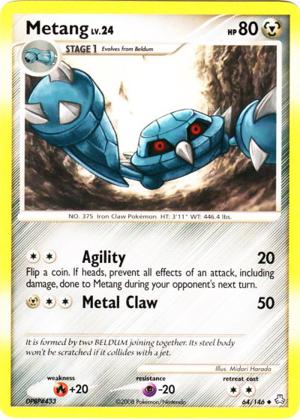 Metang LV.24 HP 80
STAGE 1 Evolves from Beldum
NO. 375 Iron Claw Pokémon HT: 3'11" WT: 446.4 lbs.
Agility 20
Flip a coin. If heads, prevent all effects of an attack, including
damage, done to Metang during your opponent's next turn.
Metal Claw 50
It is formed by two BELDUM joining together. Its steel body
won't be scratched if it collides with a jet.
Illus. Midori Harada
weakness resistance retreat cost
+20 -20
DPBP#433 ©2008 Pokémon 64/146